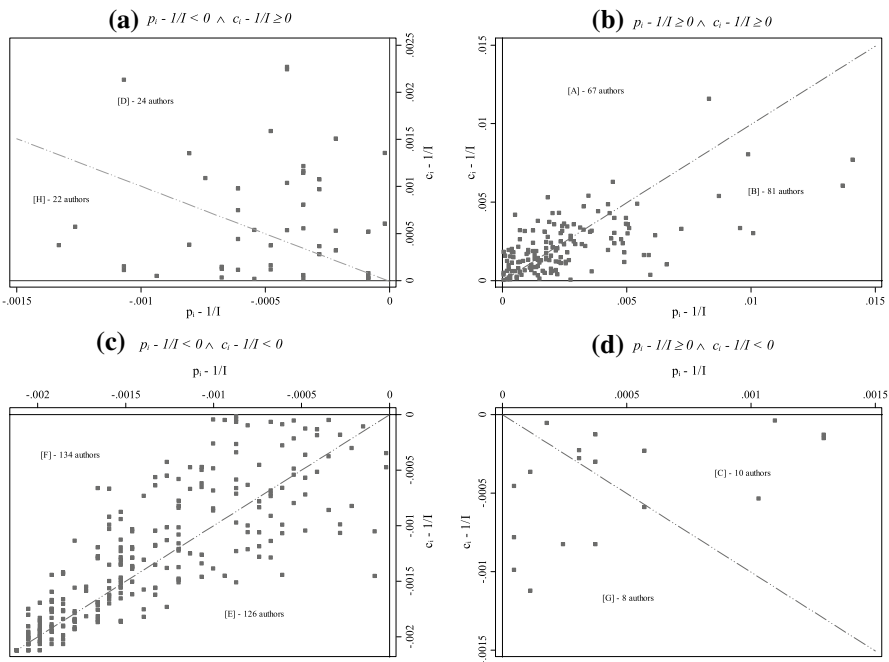 (a) pᵢ - 1/I < 0 ∧ cᵢ - 1/I ≥ 0
[D] - 24 authors
[H] - 22 authors
0 .0005 .001 .0015 .002 .0025
cᵢ - 1/I
-.0015 -.001 -.0005 0
pᵢ - 1/I
(b) pᵢ - 1/I ≥ 0 ∧ cᵢ - 1/I ≥ 0
[A] - 67 authors
[B] - 81 authors
0 .005 .01 .015
cᵢ - 1/I
0 .005 .01 .015
pᵢ - 1/I
(c) pᵢ - 1/I < 0 ∧ cᵢ - 1/I < 0
pᵢ - 1/I
-.002 -.0015 -.001 -.0005 0
[F] - 134 authors
[E] - 126 authors
-.002 -.0015 -.001 -.0005 0
cᵢ - 1/I
(d) pᵢ - 1/I ≥ 0 ∧ cᵢ - 1/I < 0
pᵢ - 1/I
0 .0005 .001 .0015
[C] - 10 authors
[G] - 8 authors
-.0015 -.001 -.0005 0
cᵢ - 1/I